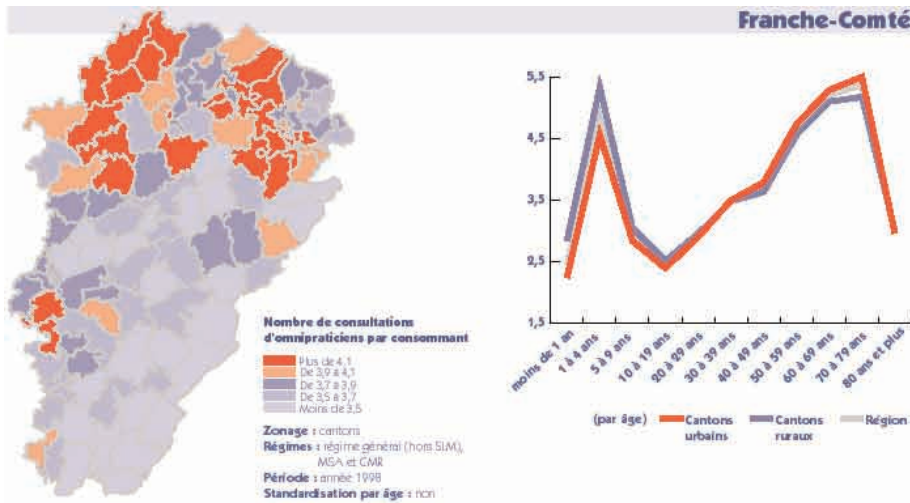 Franche-Comté
Nombre de consultations
d'omnipraticiens par consommant
Plus de 4,1
De 3,9 à 4,1
De 3,7 à 3,9
De 3,5 à 3,7
Moins de 3,5
Zonage : cantons
Régimes : régime général (hors SLM),
MSA et CMR
Période : année 1998
Standardisation par âge : non
5,5
4,5
3,5
2,5
1,5
moins de 1 an
1 à 4 ans
5 à 9 ans
10 à 19 ans
20 à 29 ans
30 à 39 ans
40 à 49 ans
50 à 59 ans
60 à 69 ans
70 à 79 ans
80 ans et plus
(par âge)
Cantons
urbains
Cantons
ruraux
Région